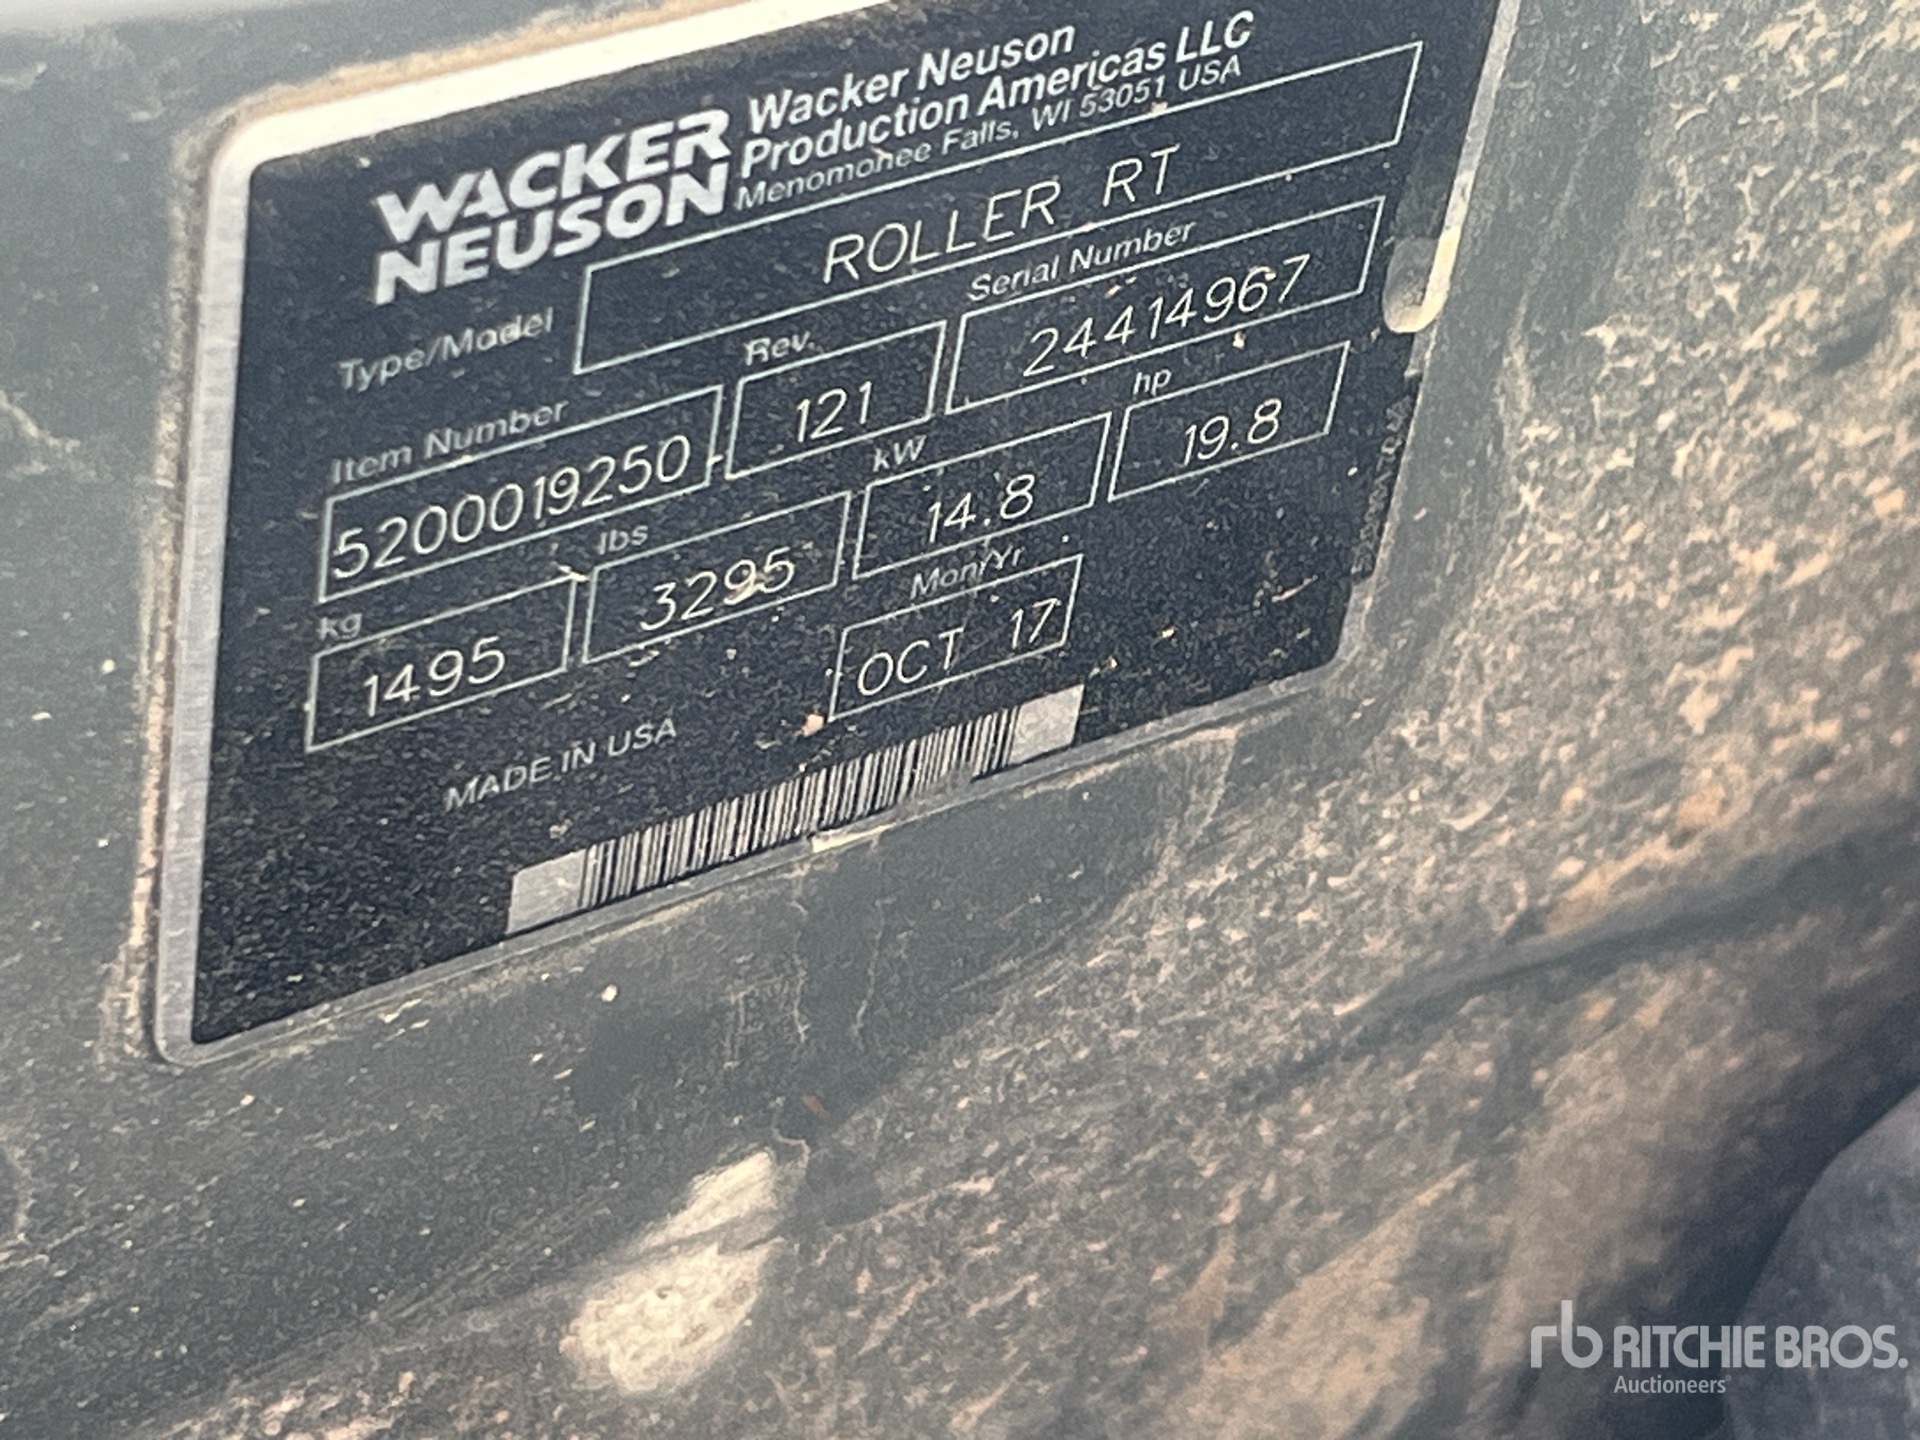 WACKER
NEUSON
Wacker Neuson
Production Americas LLC
Menomonee Falls, WI 53051 USA
Type/Model
ROLLER RT
Item Number
Rev.
Serial Number
5200019250
121
24414967
kg
lbs
kW
hp
1495
3295
14.8
19.8
Mon/Yr
OCT 17
MADE IN USA
rb RITCHIE BROS.
Auctioneers